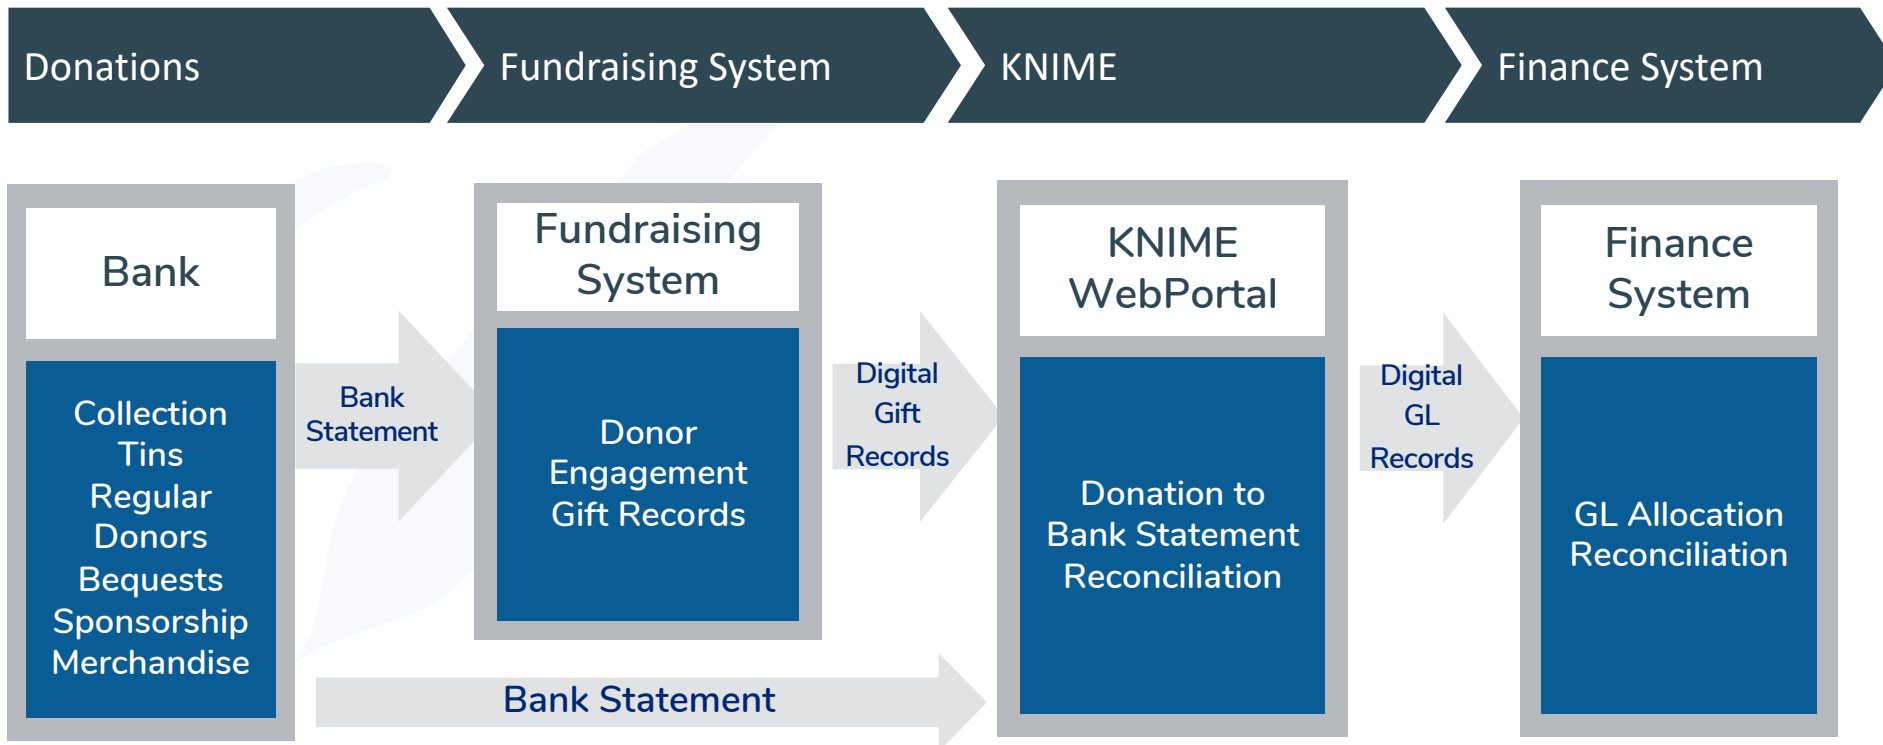 Donations
Fundraising System
KNIME
Finance System
Bank
Collection
Tins
Regular
Donors
Bequests
Sponsorship
Merchandise
Bank
Statement
Fundraising
System
Donor
Engagement
Gift Records
Digital
Gift
Records
KNIME
WebPortal
Donation to
Bank Statement
Reconciliation
Digital
GL
Records
Finance
System
GL Allocation
Reconciliation
Bank Statement